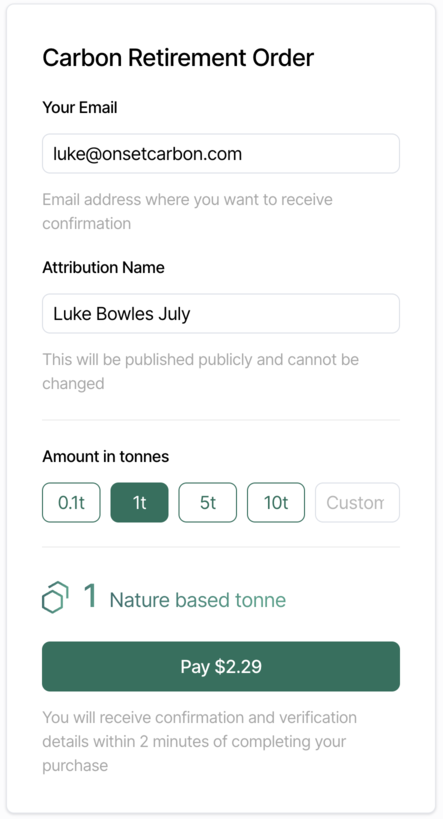 Carbon Retirement Order
Your Email
luke@onsetcarbon.com
Email address where you want to receive
confirmation
Attribution Name
Luke Bowles July
This will be published publicly and cannot be
changed
Amount in tonnes
0.1t 1t 5t 10t Custom
1 Nature based tonne
Pay $2.29
You will receive confirmation and verification
details within 2 minutes of completing your
purchase